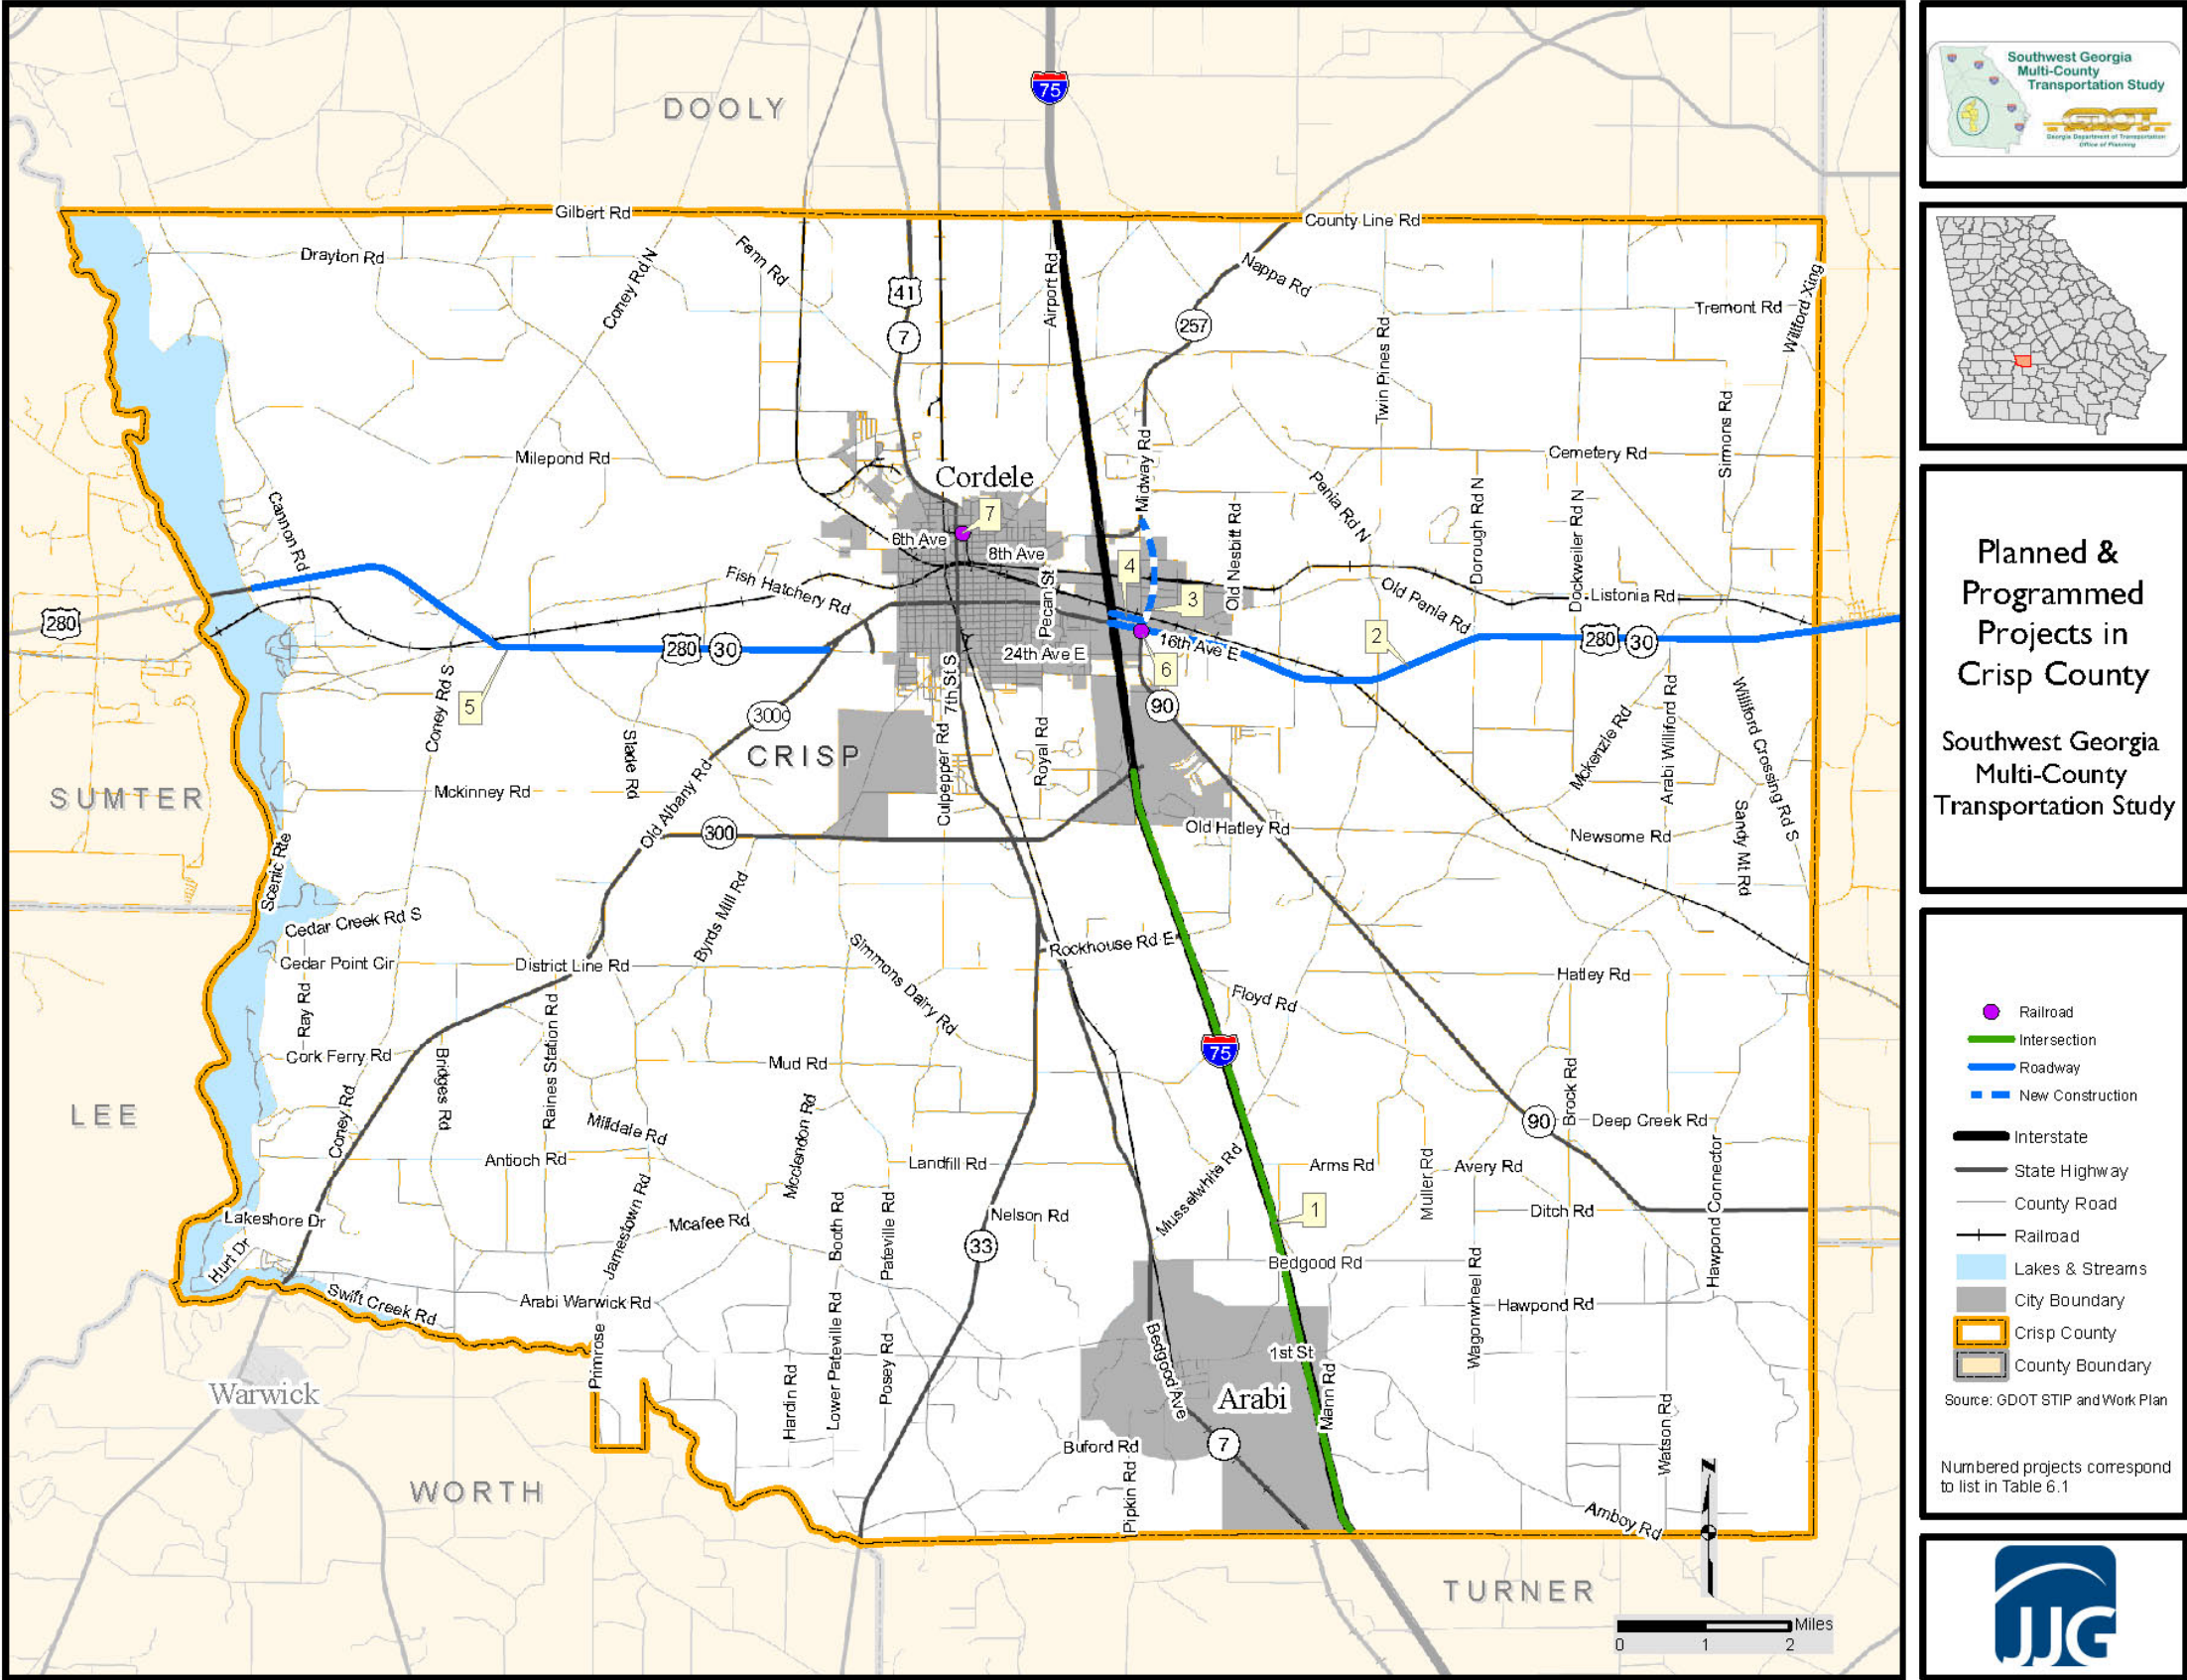 DOOLY
75
Gilbert Rd
County Line Rd
Drayton Rd
Coney Rd N
Fenn Rd
41
7
Airport Rd
Nappa Rd
257
Twin Pines Rd
Tremont Rd
Williford Xing
Simmons Rd
Milepond Rd
Cordele
Midway Rd
Cemetery Rd
Cannon Rd
Penia Rd N
Dorough Rd N
Dockweiler Rd N
Old Nesbitt Rd
7
6th Ave
8th Ave
4
3
Fish Hatchery Rd
Pecan St
Old Penia Rd
Listonia Rd
280
280
30
24th Ave E
16th Ave E
2
280
30
6
5
Coney Rd S
7th St S
90
300c
Slade Rd
CRISP
Culpepper Rd
Royal Rd
Mckenzie Rd
Arabi Williford Rd
Williford Crossing Rd S
Sandy Mt Rd
SUMTER
Mckinney Rd
Old Albany Rd
300
Old Hatley Rd
Newsome Rd
Scenic Rte
Byrds Mill Rd
Cedar Creek Rd S
Cedar Point Cir
District Line Rd
Simmons Dairy Rd
Rockhouse Rd E
Hatley Rd
Floyd Rd
Ray Rd
Raines Station Rd
75
Cork Ferry Rd
Bridges Rd
Mud Rd
Brock Rd
LEE
Coney Rd
Milldale Rd
Mcclendon Rd
90
Deep Creek Rd
Antioch Rd
Landfill Rd
Musselwhite Rd
Arms Rd
Muller Rd
Avery Rd
Hawpond Connector
Jamestown Rd
Booth Rd
Pateville Rd
1
Lakeshore Dr
Mcafee Rd
Nelson Rd
Ditch Rd
33
Hurt Dr
Bedgood Rd
Wagonwheel Rd
Swift Creek Rd
Arabi Warwick Rd
Lower Pateville Rd
Hawpond Rd
Primrose
Posey Rd
Bedgood Ave
1st St
Hardin Rd
Mann Rd
Warwick
Arabi
Watson Rd
Buford Rd
7
Pipkin Rd
WORTH
Amboy Rd
TURNER
Miles
0 1 2
Southwest Georgia
Multi-County
Transportation Study
GDOT
Georgia Department of Transportation
Office of Planning
Planned &
Programmed
Projects in
Crisp County
Southwest Georgia
Multi-County
Transportation Study
Railroad
Intersection
Roadway
New Construction
Interstate
State Highway
County Road
Railroad
Lakes & Streams
City Boundary
Crisp County
County Boundary
Source: GDOT STIP and Work Plan
Numbered projects correspond
to list in Table 6.1
JJG